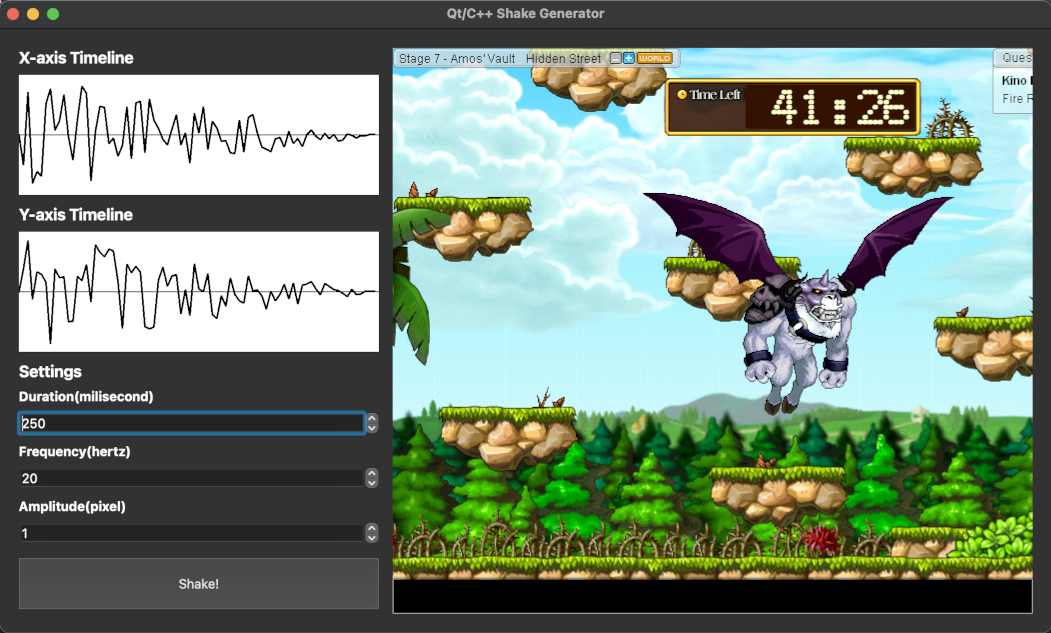 Qt/C++ Shake Generator
X-axis Timeline
Y-axis Timeline
Settings
Duration(milisecond)
250
Frequency(hertz)
20
Amplitude(pixel)
1
Shake!
Stage 7 - Amos' Vault Hidden Street WORLD
Time Left 41:26
Ques
Kino
Fire R